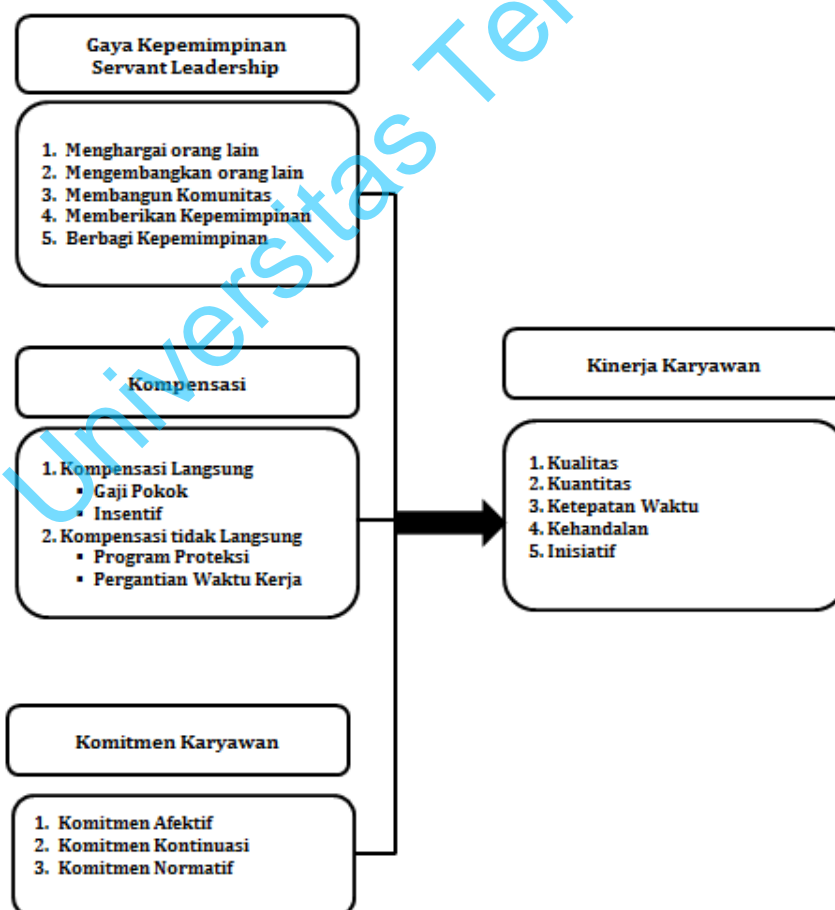 Gaya Kepemimpinan
Servant Leadership
1. Menghargai orang lain
2. Mengembangkan orang lain
3. Membangun Komunitas
4. Memberikan Kepemimpinan
5. Berbagi Kepemimpinan
Kompensasi
1. Kompensasi Langsung
▪ Gaji Pokok
▪ Insentif
2. Kompensasi tidak Langsung
▪ Program Proteksi
▪ Pergantian Waktu Kerja
Komitmen Karyawan
1. Komitmen Afektif
2. Komitmen Kontinuasi
3. Komitmen Normatif
Kinerja Karyawan
1. Kualitas
2. Kuantitas
3. Ketepatan Waktu
4. Kehandalan
5. Inisiatif
Universitas